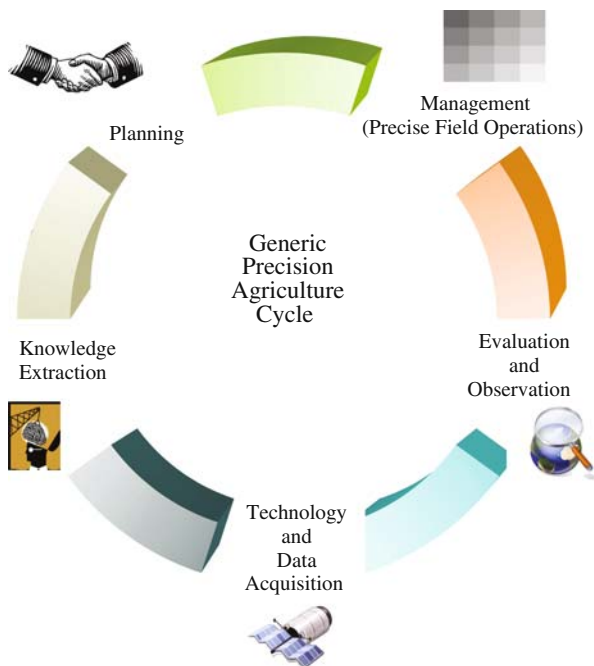 Planning
Management
(Precise Field Operations)
Generic
Precision
Agriculture
Cycle
Knowledge
Extraction
Evaluation
and
Observation
Technology
and
Data
Acquisition